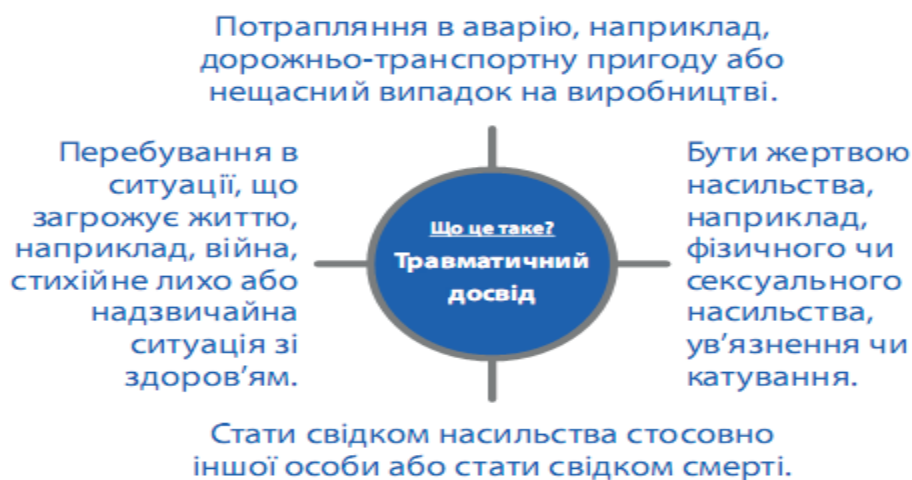 Потрапляння в аварію, наприклад,
дорожньо-транспортну пригоду або
нещасний випадок на виробництві.
Перебування в
ситуації, що
загрожує життю,
наприклад, війна,
стихійне лихо або
надзвичайна
ситуація зі
здоров’ям.
Що це таке?
Травматичний
досвід
Бути жертвою
насильства,
наприклад,
фізичного чи
сексуального
насильства,
ув’язнення чи
катування.
Стати свідком насильства стосовно
іншої особи або стати свідком смерті.